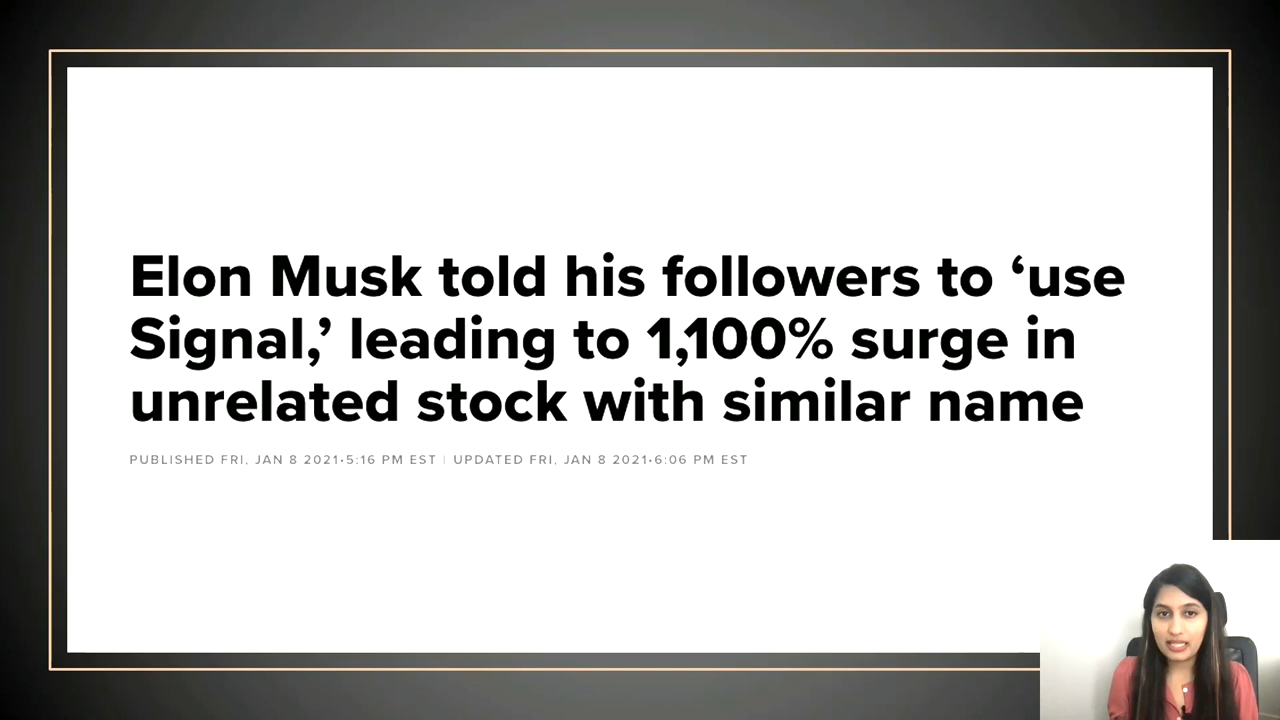 Elon Musk told his followers to ‘use
Signal,’ leading to 1,100% surge in
unrelated stock with similar name
PUBLISHED FRI, JAN 8 2021•5:16 PM EST | UPDATED FRI, JAN 8 2021•6:06 PM EST